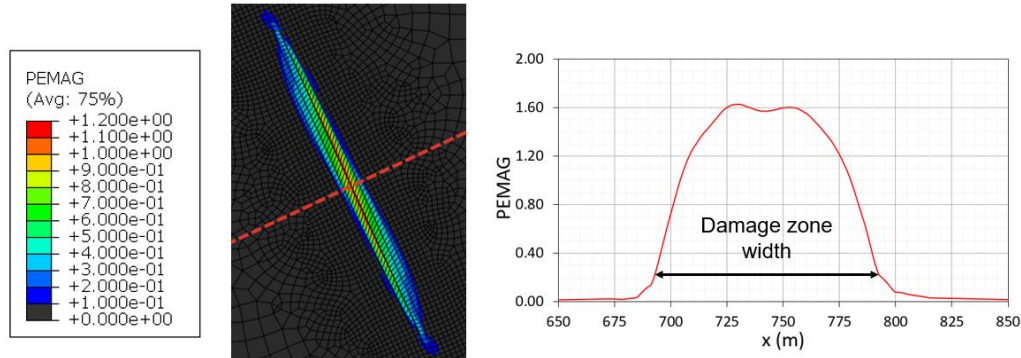 PEMAG
(Avg: 75%)
+1.200e+00
+1.100e+00
+1.000e+00
+9.000e-01
+8.000e-01
+7.000e-01
+6.000e-01
+5.000e-01
+4.000e-01
+3.000e-01
+2.000e-01
+1.000e-01
+0.000e+00
2.00
1.60
1.20
0.80
0.40
0.00
PEMAG
Damage zone
width
650 675 700 725 750 775 800 825 850
x (m)